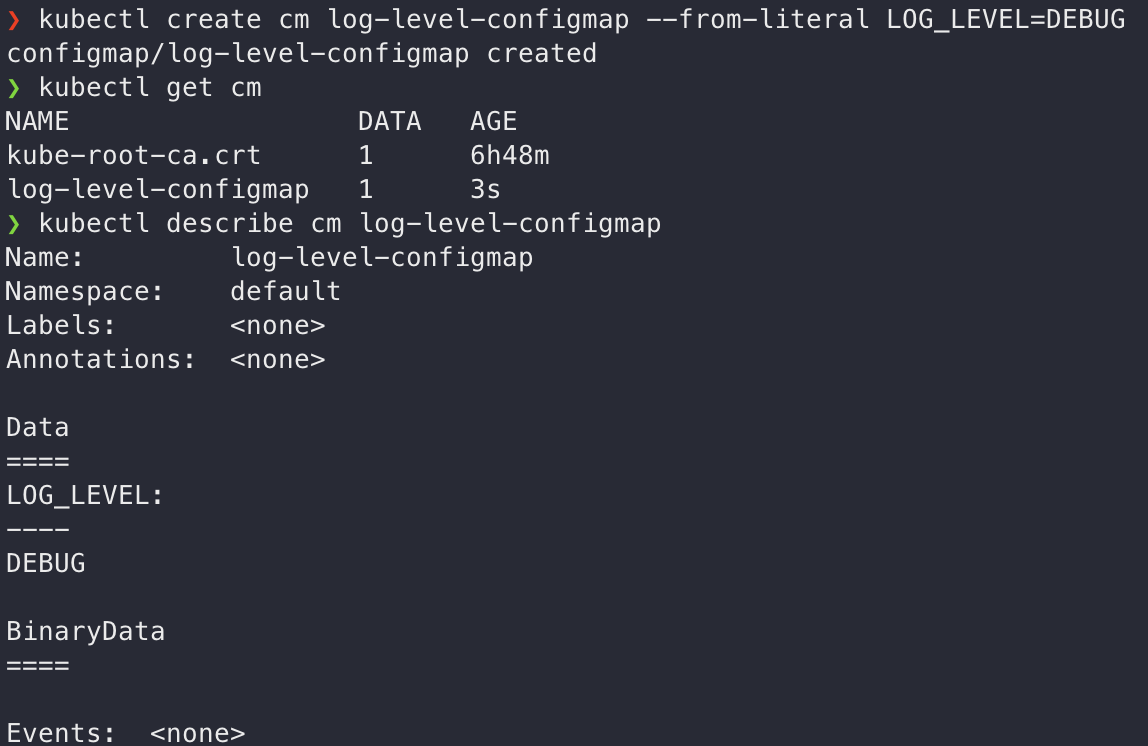 ❯ kubectl create cm log-level-configmap --from-literal LOG_LEVEL=DEBUG
configmap/log-level-configmap created
❯ kubectl get cm
NAME                  DATA   AGE
kube-root-ca.crt      1      6h48m
log-level-configmap   1      3s
❯ kubectl describe cm log-level-configmap
Name:         log-level-configmap
Namespace:    default
Labels:       <none>
Annotations:  <none>

Data
====
LOG_LEVEL:
----
DEBUG

BinaryData
====

Events:  <none>